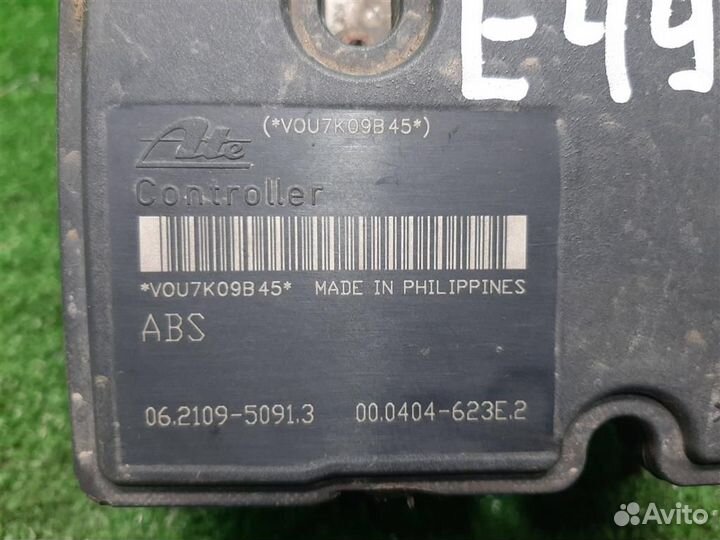 E49
(*VOU7K09B45*)
Ate
Controller
*VOU7K09B45* MADE IN PHILIPPINES
ABS
06.2109-5091.3 00.0404-623E.2
Avito